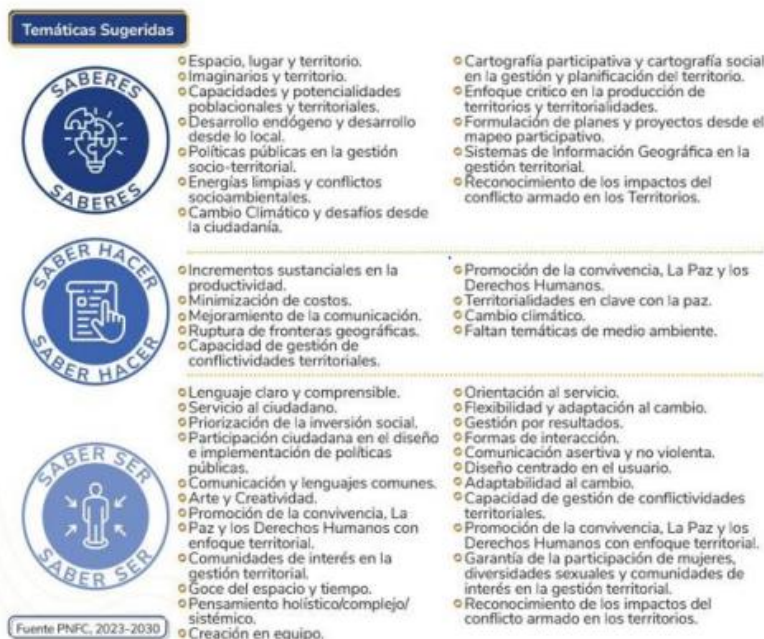 Temáticas Sugeridas
SABERES
SABERES
Espacio, lugar y territorio.
Imaginarios y territorio.
Capacidades y potencialidades
poblacionales y territoriales.
Desarrollo endógeno y desarrollo
desde lo local.
Políticas públicas en la gestión
socio-territorial.
Energías limpias y conflictos
socioambientales.
Cambio Climático y desafíos desde
la ciudadanía.
Cartografía participativa y cartografía social
en la gestión y planificación del territorio.
Enfoque critico en la producción de
territorios y territorialidades.
Formulación de planes y proyectos desde el
mapeo participativo.
Sistemas de Información Geográfica en la
gestión territorial.
Reconocimiento de los impactos del
conflicto armado en los Territorios.
SABER HACER
SABER HACER
Incrementos sustanciales en la
productividad.
Minimización de costos.
Mejoramiento de la comunicación.
Ruptura de fronteras geográficas.
Capacidad de gestión de
conflictividades territoriales.
Promoción de la convivencia, La Paz y los
Derechos Humanos.
Territorialidades en clave con la paz.
Cambio climático.
Faltan temáticas de medio ambiente.
SABER SER
SABER SER
Lenguaje claro y comprensible.
Servicio al ciudadano.
Priorización de la inversión social.
Participación ciudadana en el diseño
e implementación de políticas
públicas.
Comunicación y lenguajes comunes.
Arte y Creatividad.
Promoción de la convivencia, La
Paz y los Derechos Humanos con
enfoque territorial.
Comunidades de interés en la
gestión territorial.
Goce del espacio y tiempo.
Pensamiento holístico/complejo/
sistémico.
Creación en equipo.
Orientación al servicio.
Flexibilidad y adaptación al cambio.
Gestión por resultados.
Formas de interacción.
Comunicación asertiva y no violenta.
Diseño centrado en el usuario.
Adaptabilidad al cambio.
Capacidad de gestión de conflictividades
territoriales.
Promoción de la convivencia, La Paz y los
Derechos Humanos con enfoque territorial.
Garantía de la participación de mujeres,
diversidades sexuales y comunidades de
interés en la gestión territorial.
Reconocimiento de los impactos del
conflicto armado en los territorios.
Fuente PNFC, 2023-2030